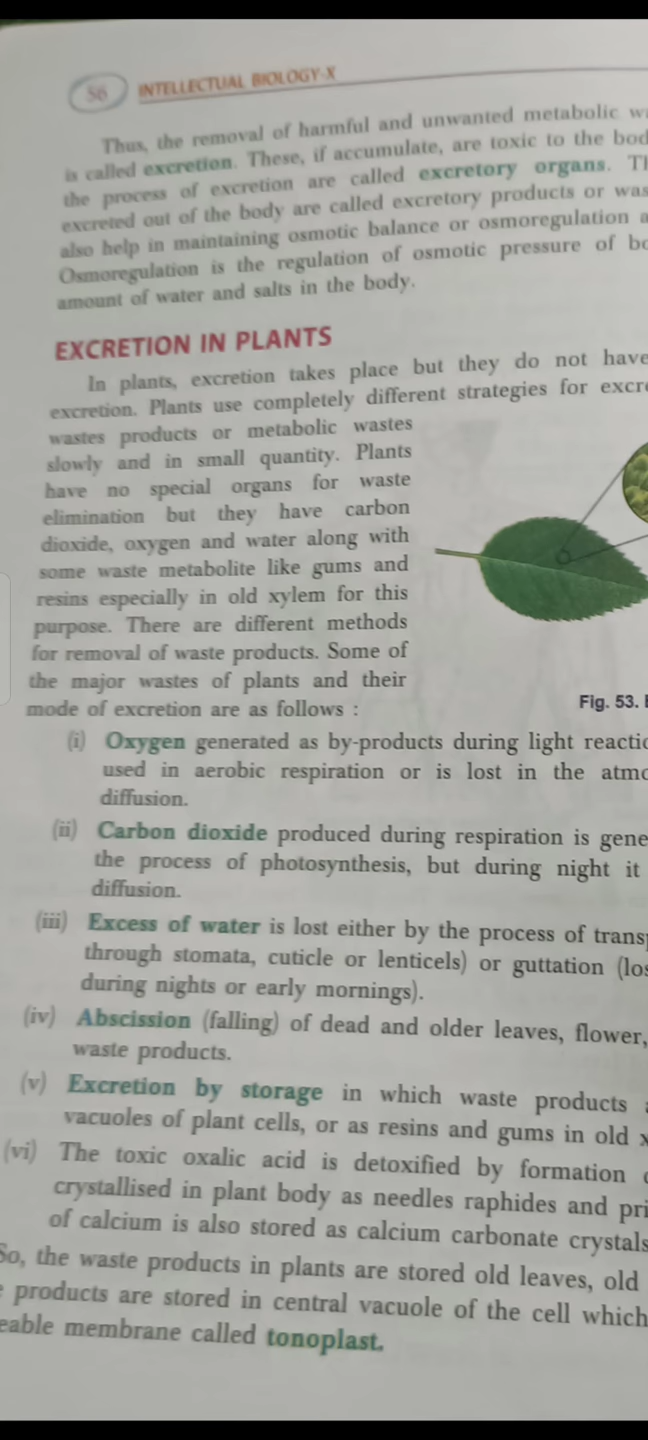 56 INTELLECTUAL BIOLOGY-X
Thus, the removal of harmful and unwanted metabolic
is called excretion. These, if accumulate, are toxic to the
the process of excretion are called excretory organs.
excreted out of the body are called excretory products or
also help in maintaining osmotic balance or osmoregulation
Osmoregulation is the regulation of osmotic pressure of
amount of water and salts in the body.
EXCRETION IN PLANTS
In plants, excretion takes place but they do not have
excretion. Plants use completely different strategies for
wastes products or metabolic wastes
slowly and in small quantity. Plants
have no special organs for waste
elimination but they have carbon
dioxide, oxygen and water along with
some waste metabolite like gums and
resins especially in old xylem for this
purpose. There are different methods
for removal of waste products. Some of
the major wastes of plants and their
mode of excretion are as follows :
Fig. 53.
(i) Oxygen generated as by-products during light
used in aerobic respiration or is lost in the
diffusion.
(ii) Carbon dioxide produced during respiration is
the process of photosynthesis, but during night it
diffusion.
(iii) Excess of water is lost either by the process of
through stomata, cuticle or lenticels) or guttation
during nights or early mornings).
(iv) Abscission (falling) of dead and older leaves, flower,
waste products.
(v) Excretion by storage in which waste products
vacuoles of plant cells, or as resins and gums in old
(vi) The toxic oxalic acid is detoxified by formation
crystallised in plant body as needles raphides and
of calcium is also stored as calcium carbonate crystals
So, the waste products in plants are stored old leaves, old
products are stored in central vacuole of the cell which
eable membrane called tonoplast.